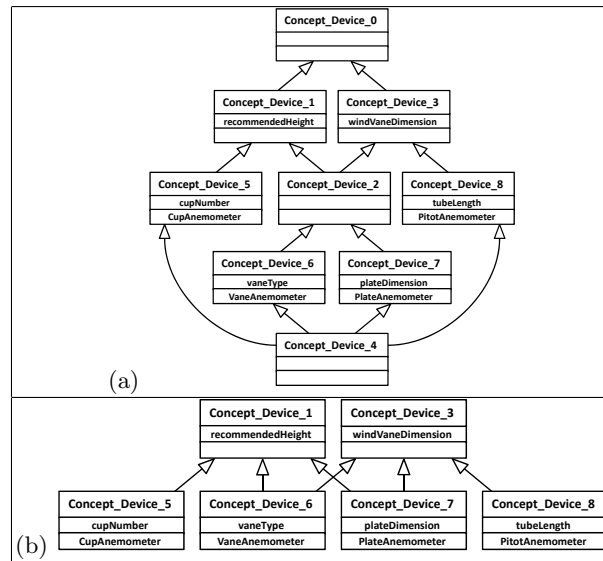 Concept_Device_0
Concept_Device_1
recommendedHeight
Concept_Device_3
windVaneDimension
Concept_Device_5
cupNumber
CupAnemometer
Concept_Device_2
Concept_Device_8
tubeLength
PitotAnemometer
Concept_Device_6
vaneType
VaneAnemometer
Concept_Device_7
plateDimension
PlateAnemometer
Concept_Device_4
(a)
Concept_Device_1
recommendedHeight
Concept_Device_3
windVaneDimension
Concept_Device_5
cupNumber
CupAnemometer
Concept_Device_6
vaneType
VaneAnemometer
Concept_Device_7
plateDimension
PlateAnemometer
Concept_Device_8
tubeLength
PitotAnemometer
(b)